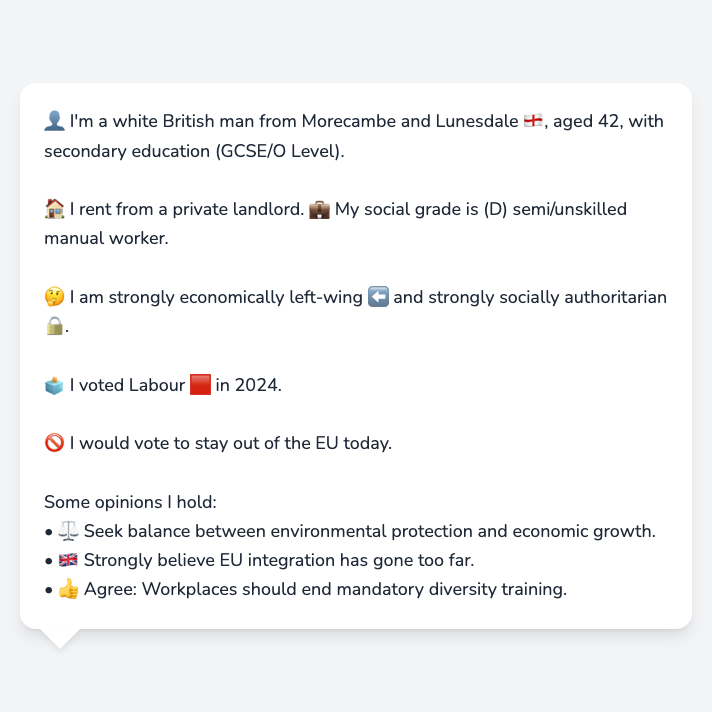 👤 I'm a white British man from Morecambe and Lunesdale 🏴󠁧󠁢󠁥󠁮󠁧󠁿, aged 42, with
secondary education (GCSE/O Level).
🏠 I rent from a private landlord. 💼 My social grade is (D) semi/unskilled
manual worker.
🤔 I am strongly economically left-wing ⬅️ and strongly socially authoritarian
🔒.
🗳️ I voted Labour 🟥 in 2024.
🚫 I would vote to stay out of the EU today.
Some opinions I hold:
• ⚖️ Seek balance between environmental protection and economic growth.
• 🇬🇧 Strongly believe EU integration has gone too far.
• 👍 Agree: Workplaces should end mandatory diversity training.